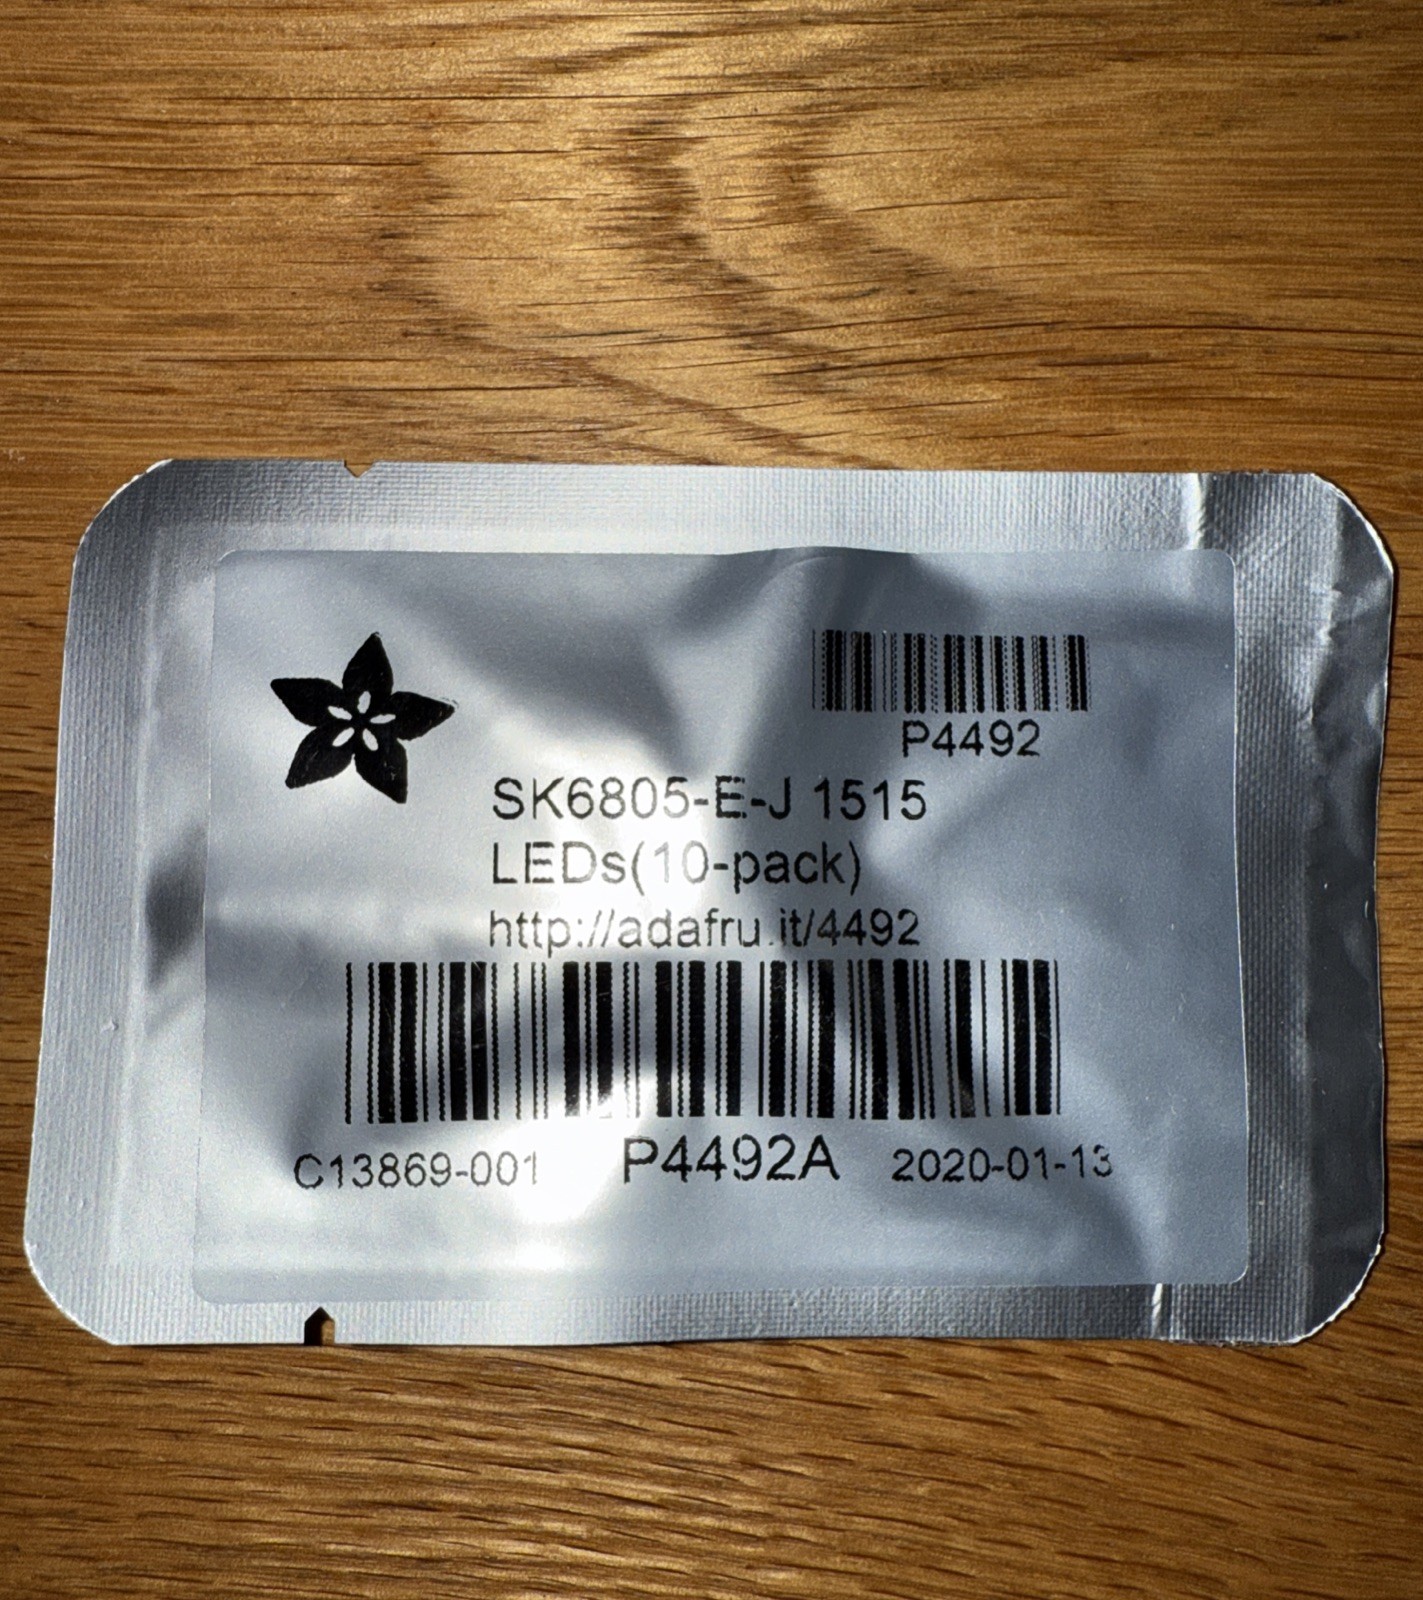 P4492
SK6805-E-J 1515
LEDs(10-pack)
http://adafru.it/4492
C13869-001 P4492A 2020-01-13